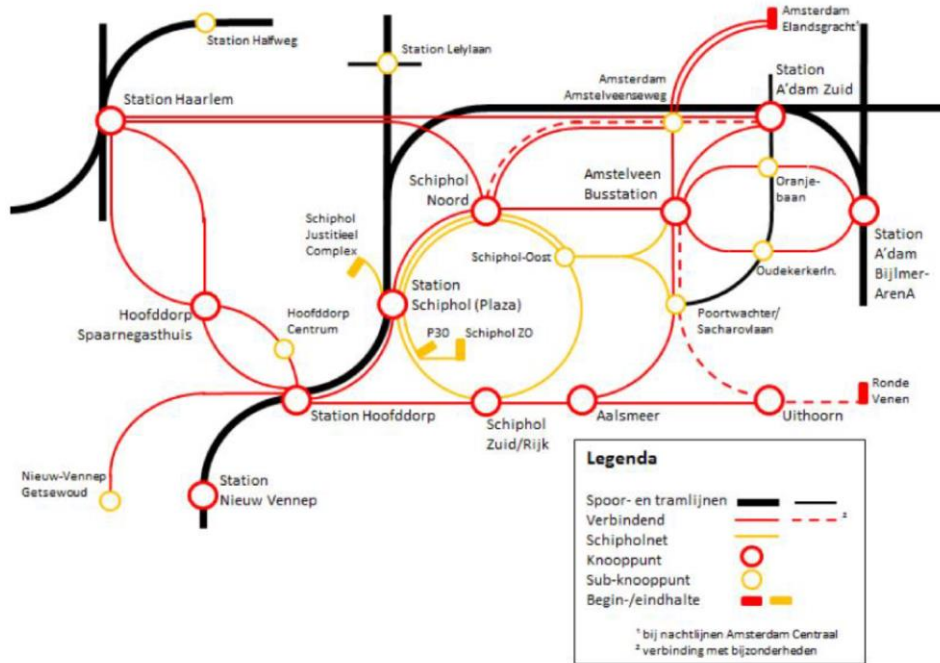 Amsterdam
Elandsgracht¹
Station Halfweg
Station Lelylaan
Station
A'dam Zuid
Amsterdam
Amstelveenseweg
Station Haarlem
Schiphol
Noord
Amstelveen
Busstation
Oranje-
baan
Schiphol
Justitieel
Complex
Schiphol-Oost
Oudekerkerln.
Station
A'dam
Bijlmer-
ArenA
Station
Schiphol (Plaza)
Hoofddorp
Spaarnegasthuis
Hoofddorp
Centrum
P30
Schiphol ZO
Poortwachter/
Sacharovlaan
Ronde
Venen
Station Hoofddorp
Schiphol
Zuid/Rijk
Aalsmeer
Uithoorn
Nieuw-Vennep
Getsewoud
Station
Nieuw Vennep
Legenda
Spoor- en tramlijnen
Verbindend
²
Schipholnet
Knooppunt
Sub-knooppunt
Begin-/eindhalte
¹ bij nachtlijnen Amsterdam Centraal
² verbinding met bijzonderheden